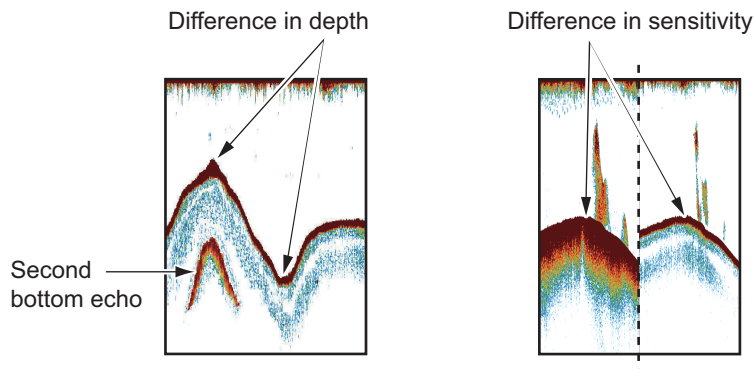 Difference in depth
Difference in sensitivity
Second
bottom echo